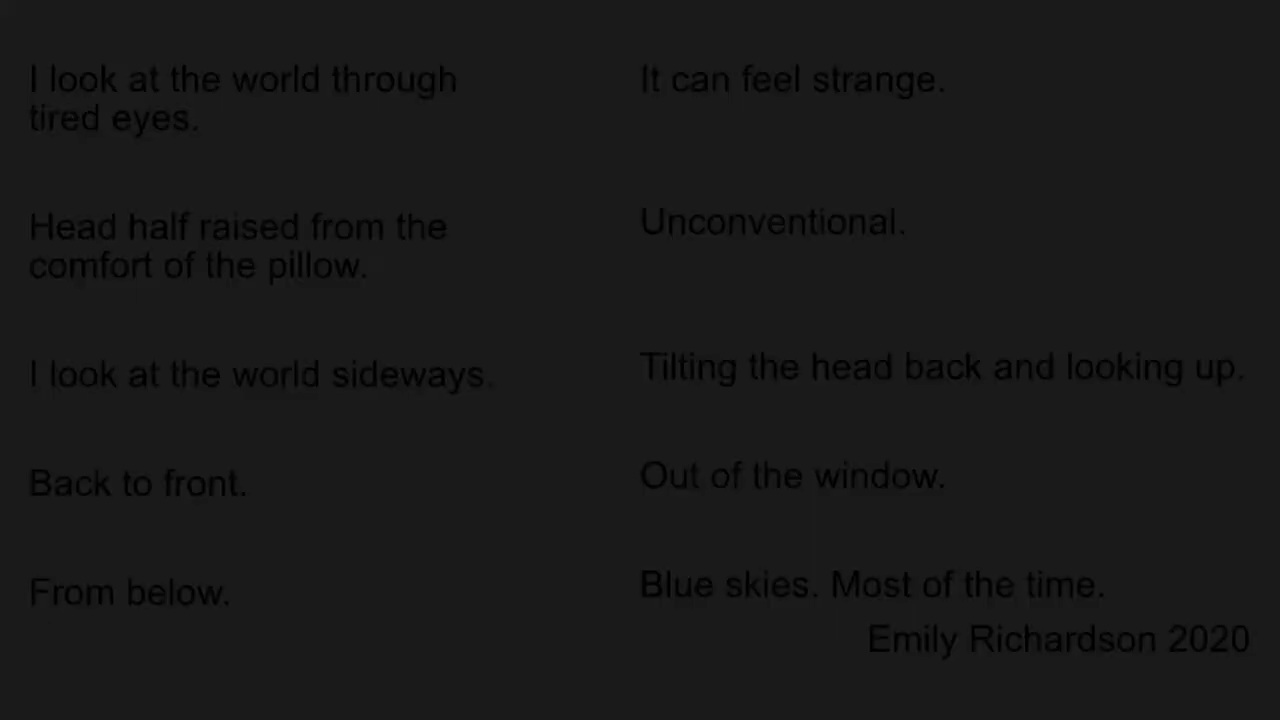 I look at the world through
tired eyes.
Head half raised from the
comfort of the pillow.
I look at the world sideways.
Back to front.
From below.
It can feel strange.
Unconventional.
Tilting the head back and looking up.
Out of the window.
Blue skies. Most of the time.
Emily Richardson 2020